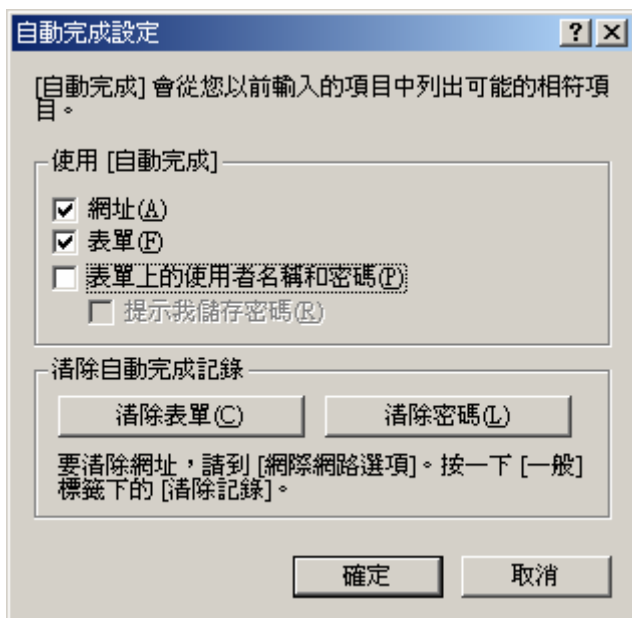 自動完成設定
[自動完成] 會從您以前輸入的項目中列出可能的相符項
目。
使用 [自動完成]
網址(A)
表單(F)
表單上的使用者名稱和密碼(P)
提示我儲存密碼(R)
清除自動完成記錄
清除表單(C) 清除密碼(L)
要清除網址，請到 [網際網路選項]。按一下 [一般]
標籤下的 [清除記錄]。
確定 取消